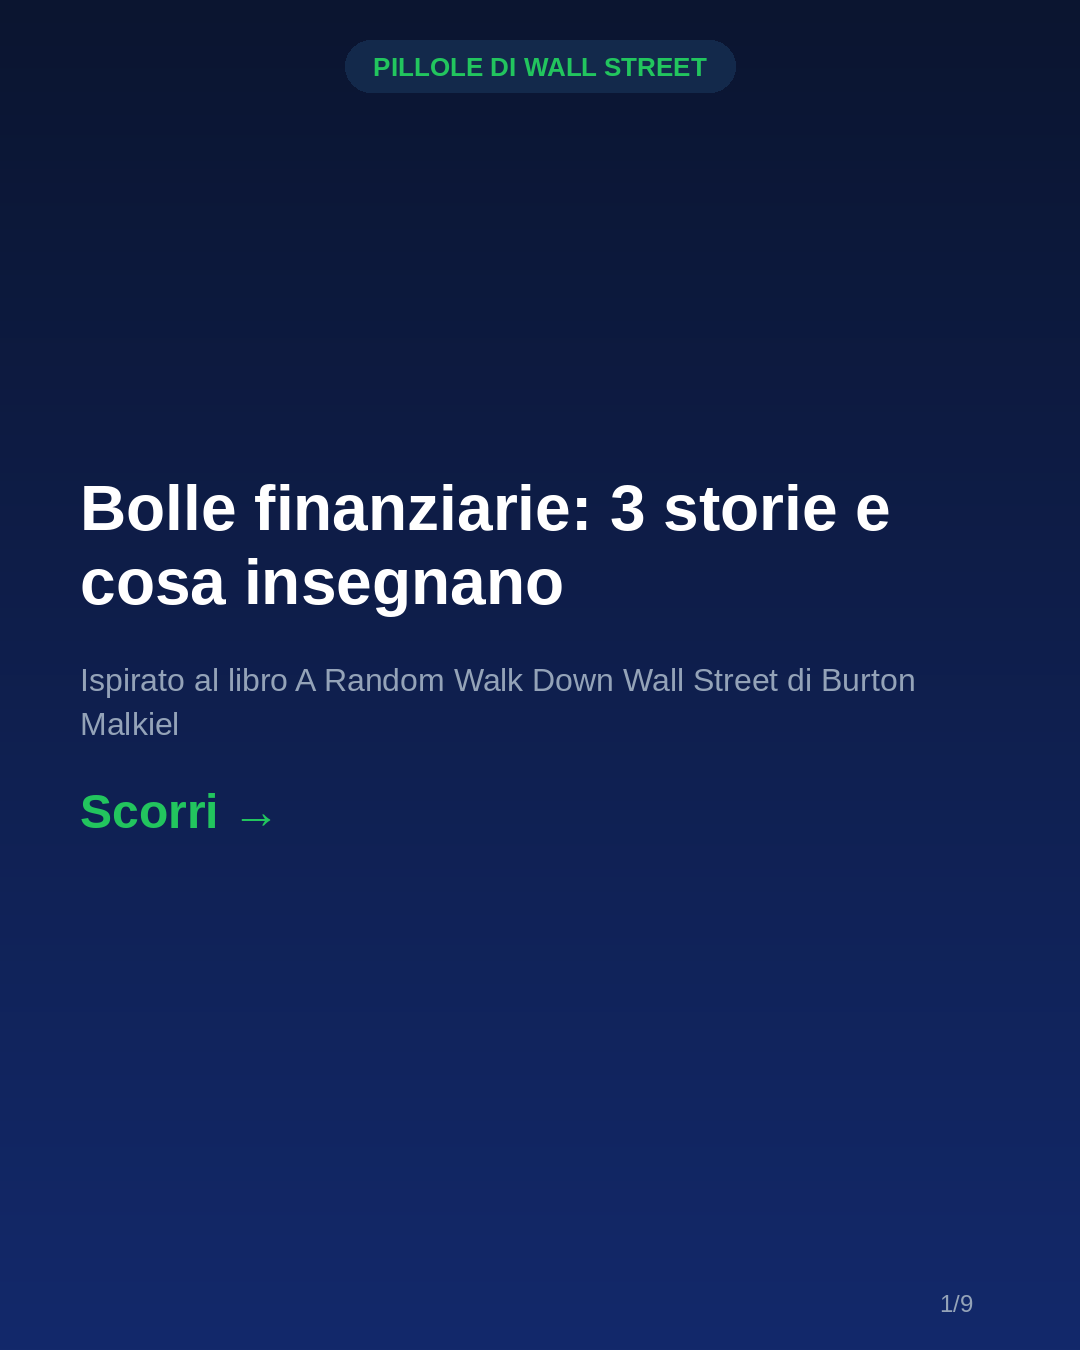 PILLOLE DI WALL STREET
Bolle finanziarie: 3 storie e
cosa insegnano
Ispirato al libro A Random Walk Down Wall Street di Burton
Malkiel
Scorri →
1/9